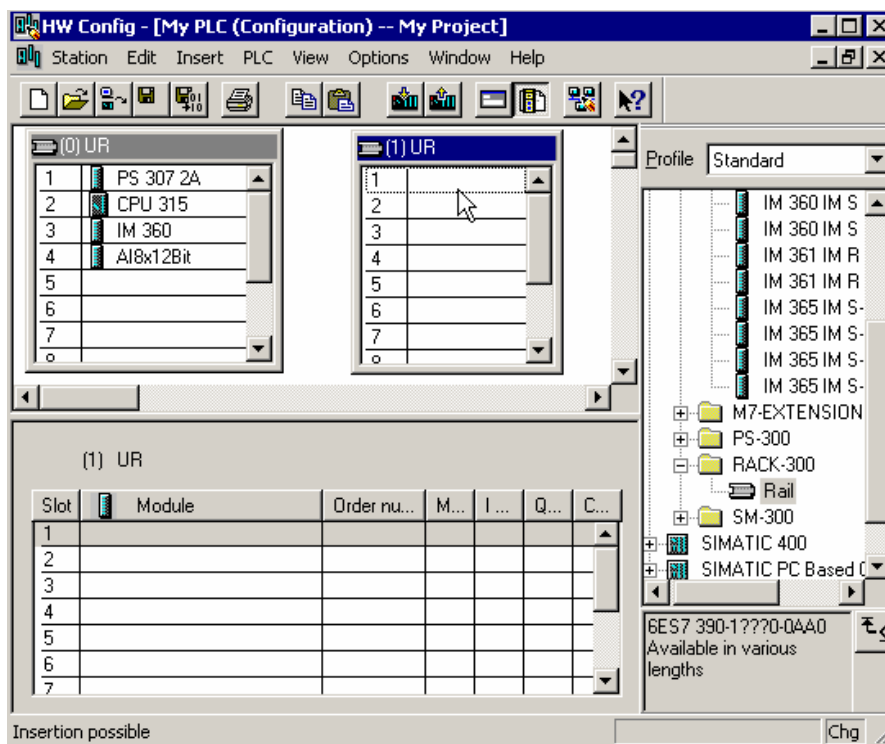 HW Config - [My PLC (Configuration) -- My Project]
Station Edit Insert PLC View Options Window Help
(0) UR
1 PS 307 2A
2 CPU 315
3 IM 360
4 AI8x12Bit
5
6
7
(1) UR
1
2
3
4
5
6
7
Profile Standard
IM 360 IM S
IM 360 IM S
IM 361 IM R
IM 361 IM R
IM 365 IM S-
IM 365 IM S-
IM 365 IM S-
IM 365 IM S-
M7-EXTENSION
PS-300
RACK-300
Rail
SM-300
SIMATIC 400
SIMATIC PC Based
6ES7 390-1???0-0AA0
Available in various
lengths
(1) UR
Slot Module Order nu... M... I ... Q... C...
1
2
3
4
5
6
7
Insertion possible
Chg